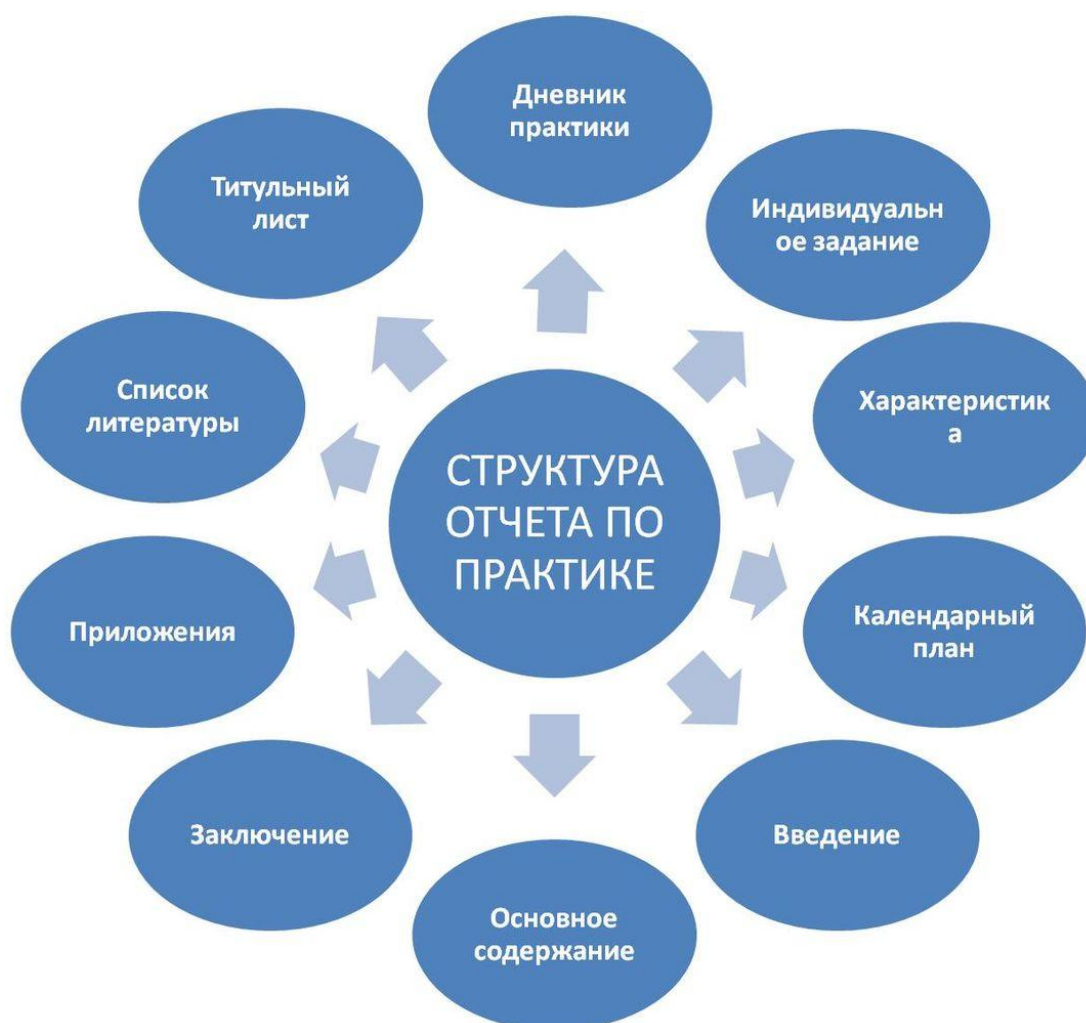 Дневник
практики
Индивидуальн
ое задание
Характеристик
а
Календарный
план
Введение
Основное
содержание
Заключение
Приложения
Список
литературы
Титульный
лист
СТРУКТУРА
ОТЧЕТА ПО
ПРАКТИКЕ